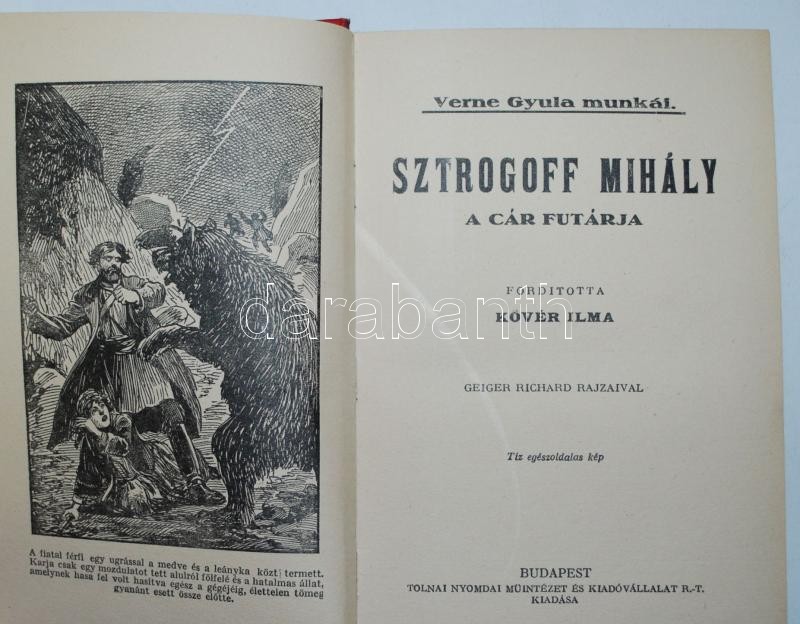 A fiatal férfi egy ugrással a medve és a leányka közt termett.
Karja csak egy mozdulatot tett alulról fölfelé és a hatalmas állat,
amelynek hasa fel volt hasitva egész a gégéjéig, élettelen tömeg
gyanánt esett össze előtte.
Verne Gyula munkái.
SZTROGOFF MIHÁLY
A CÁR FUTÁRJA
FORDITOTTA
KÖVÉR ILMA
GEIGER RICHARD RAJZAIVAL
Tiz egészoldalas kép
BUDAPEST
TOLNAI NYOMDAI MŰINTÉZET ÉS KIADÓVÁLLALAT R.-T.
KIADÁSA
darabanth